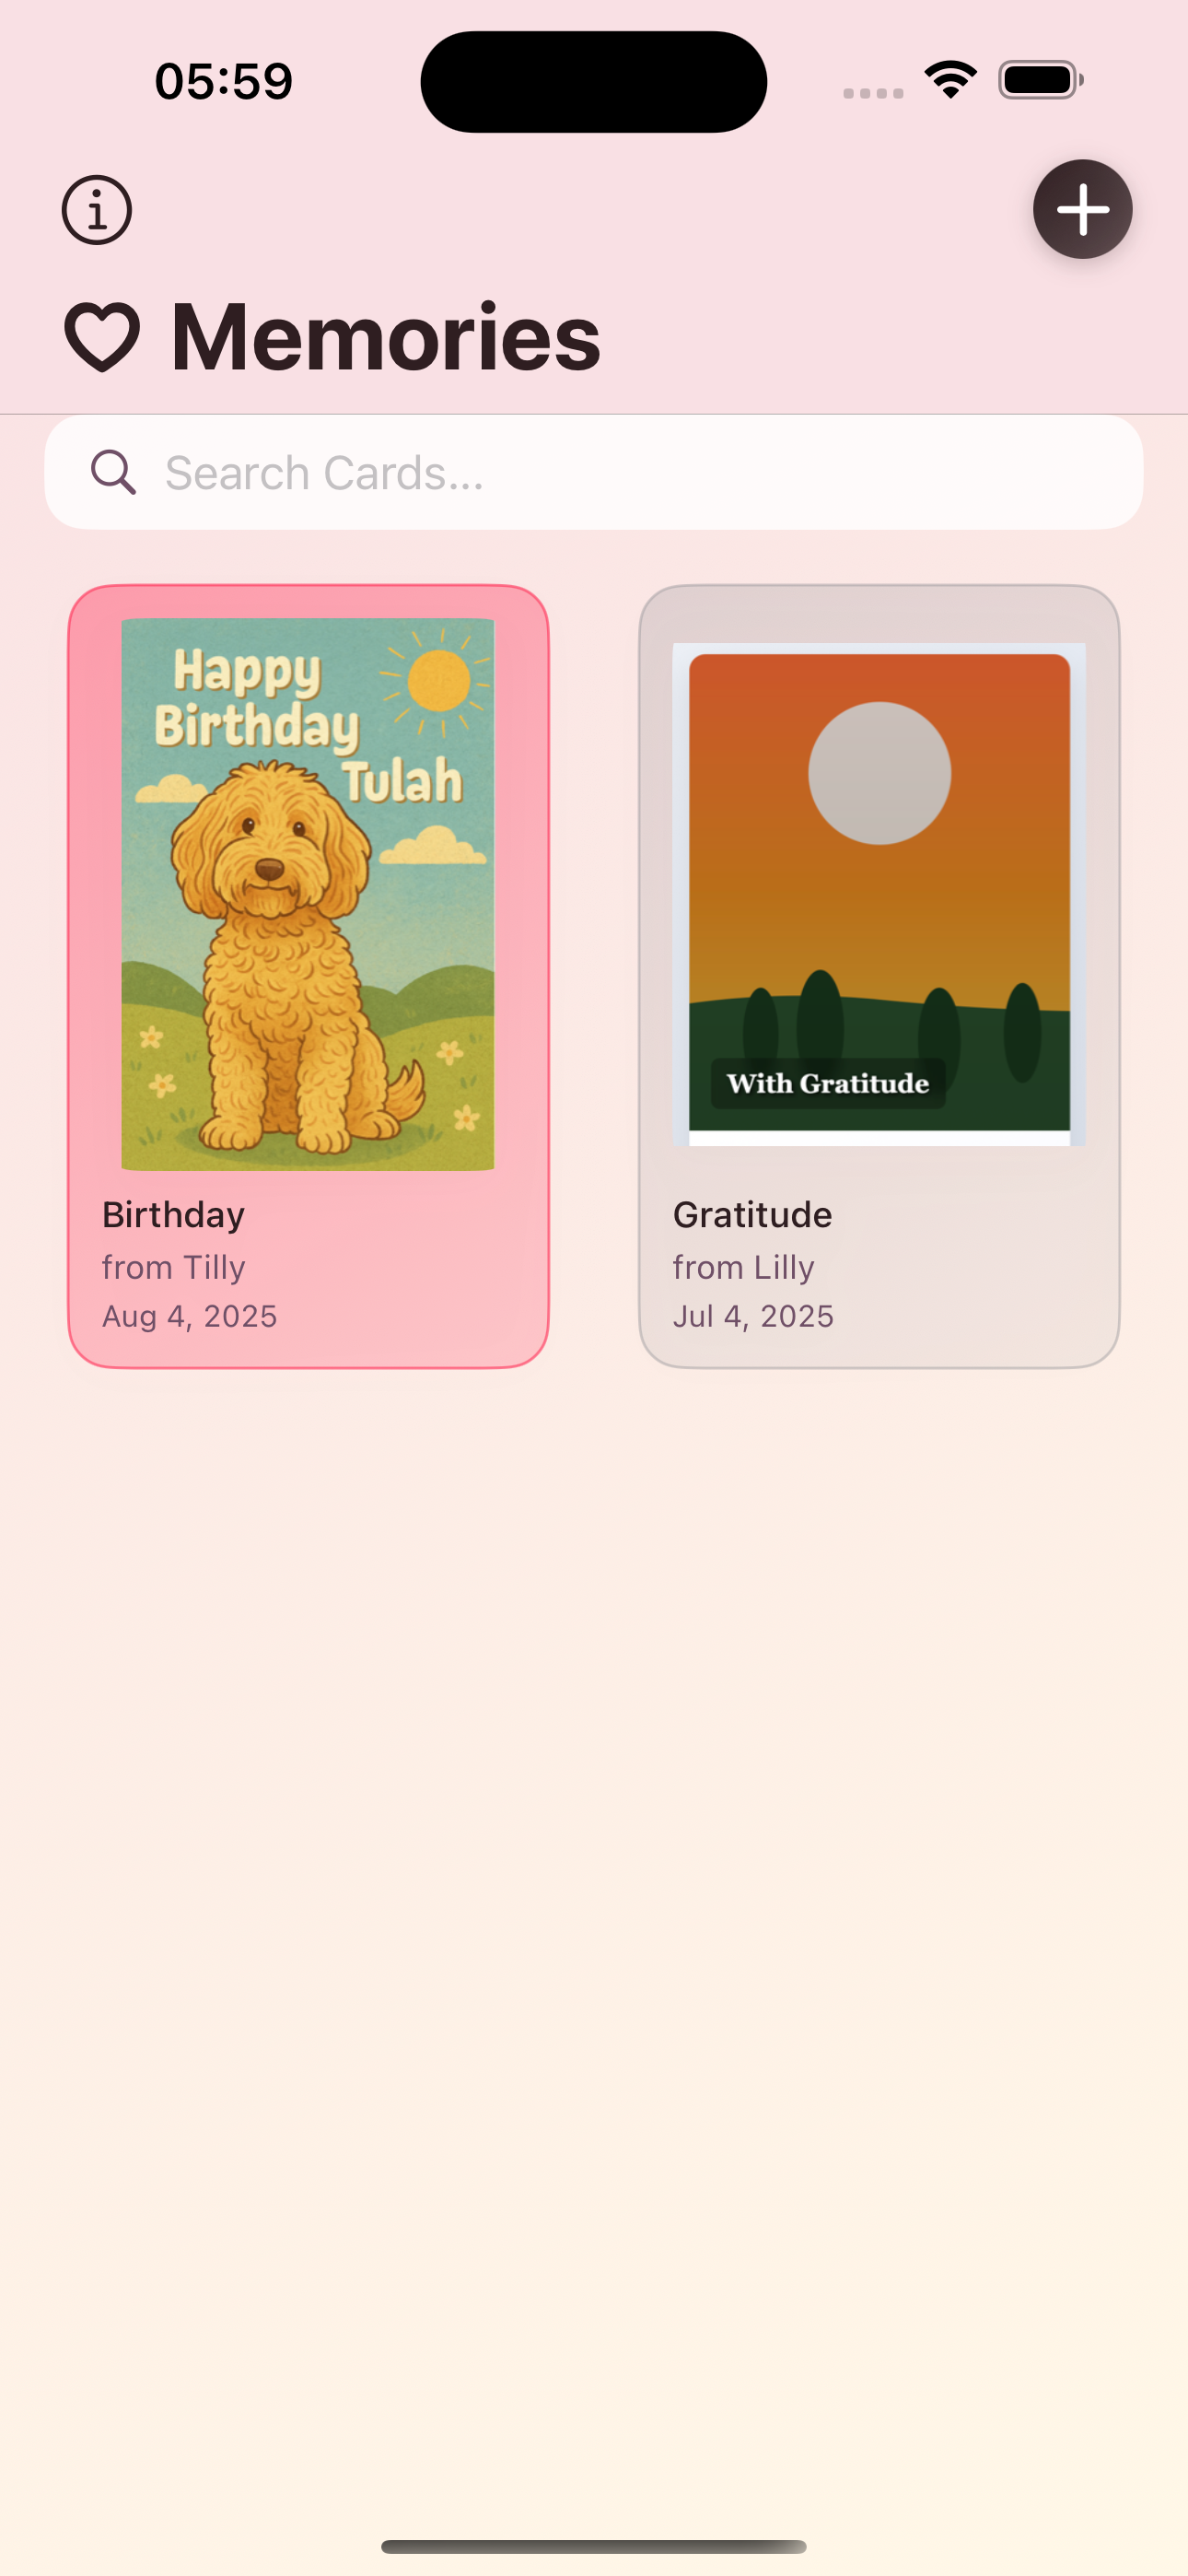 05:59
Memories
Search Cards...
Happy
Birthday
Tulah
With Gratitude
Birthday
from Tilly
Aug 4, 2025
Gratitude
from Lilly
Jul 4, 2025